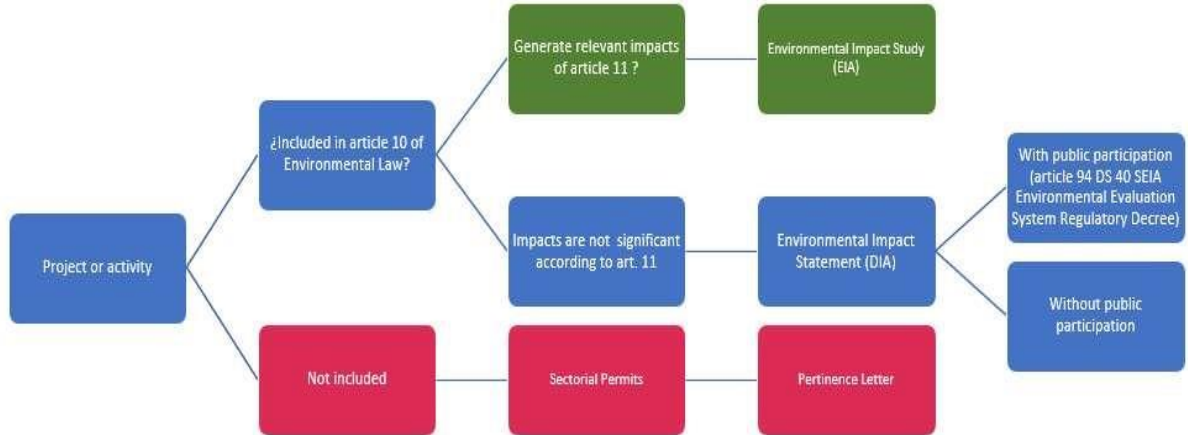 Generate relevant impacts
of article 11 ?
Environmental Impact Study
(EIA)
¿Included in article 10 of
Environmental Law?
With public participation
(article 94 DS 40 SEIA
Environmental Evaluation
System Regulatory Decree)
Project or activity
Impacts are not significant
according to art. 11
Environmental Impact
Statement (DIA)
Without public
participation
Not included
Sectorial Permits
Pertinence Letter